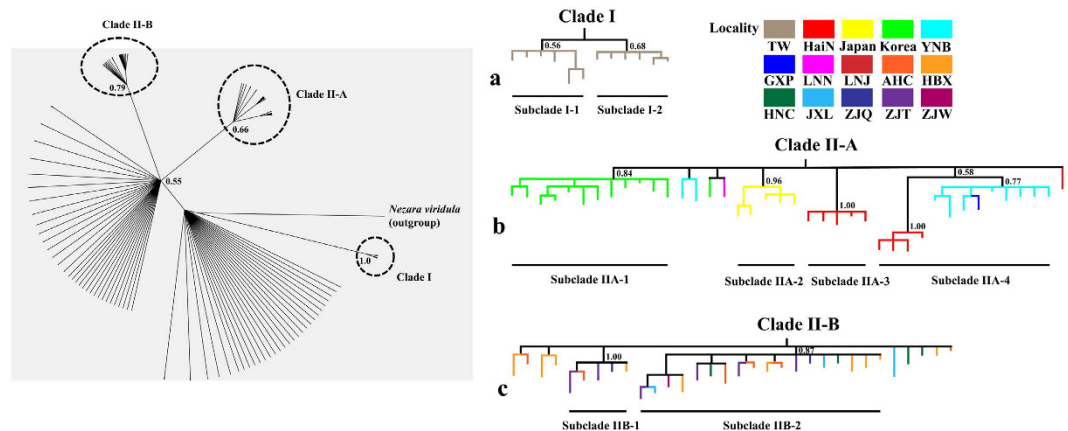 Clade II-B
0.79
Clade II-A
0.66
0.55
Nezara viridula
(outgroup)
1.0
Clade I
Clade I
0.56
0.68
a
Subclade I-1
Subclade I-2
Locality
TW HaiN Japan Korea YNB
GXP LNN LNJ AHC HBX
HNC JXL ZJQ ZJT ZJW
Clade II-A
0.84
0.96
1.00
0.58
0.77
1.00
b
Subclade IIA-1
Subclade IIA-2
Subclade IIA-3
Subclade IIA-4
Clade II-B
1.00
0.87
c
Subclade IIB-1
Subclade IIB-2